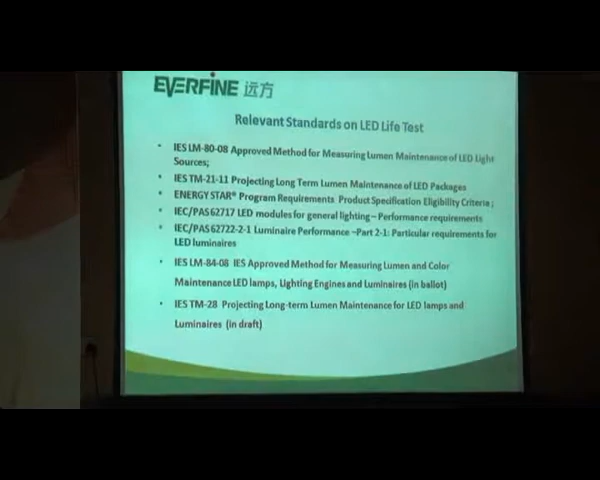 EVERFINE 远方
Relevant Standards on LED Life Test
• IES LM-80-08 Approved Method for Measuring Lumen Maintenance of LED Light
Sources;
• IES TM-21-11 Projecting Long Term Lumen Maintenance of LED Packages
• ENERGY STAR® Program Requirements Product Specification Eligibility Criteria ;
• IEC/PAS 62717 LED modules for general lighting – Performance requirements
• IEC/PAS 62722-2-1 Luminaire Performance –Part 2-1: Particular requirements for
LED luminaires
• IES LM-84-08 IES Approved Method for Measuring Lumen and Color
Maintenance LED lamps, Lighting Engines and Luminaires (in ballot)
• IES TM-28 Projecting Long-term Lumen Maintenance for LED lamps and
Luminaires (in draft)